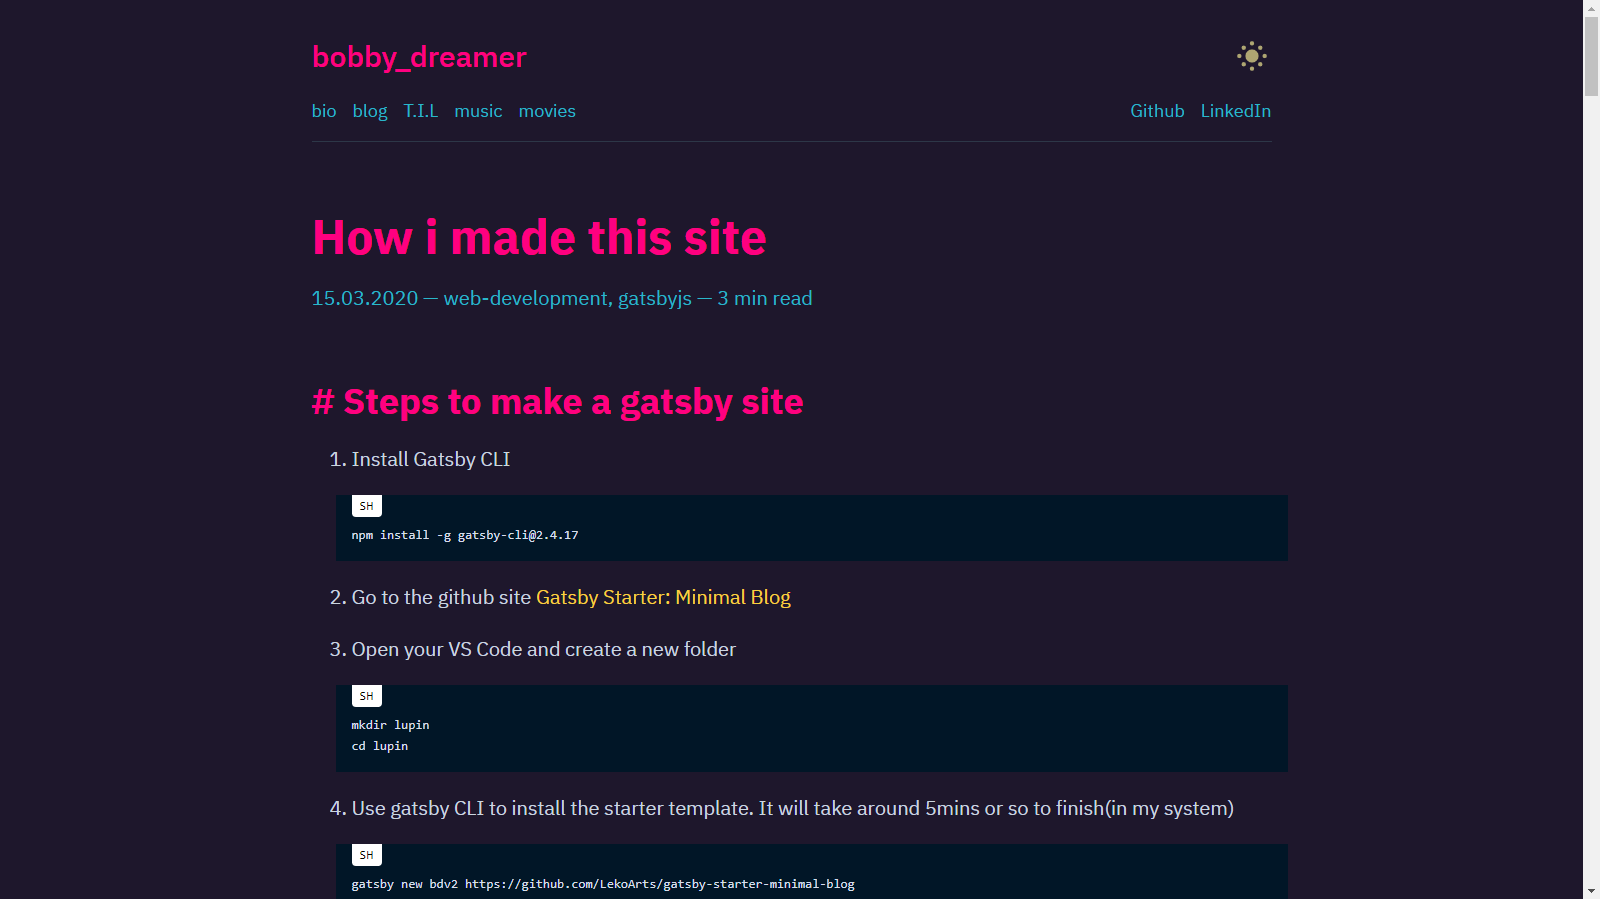 bobby_dreamer
bio blog T.I.L music movies Github LinkedIn
How i made this site
15.03.2020 — web-development, gatsbyjs — 3 min read
# Steps to make a gatsby site
1. Install Gatsby CLI
SH
npm install -g gatsby-cli@2.4.17
2. Go to the github site Gatsby Starter: Minimal Blog
3. Open your VS Code and create a new folder
SH
mkdir lupin
cd lupin
4. Use gatsby CLI to install the starter template. It will take around 5mins or so to finish(in my system)
SH
gatsby new bdv2 https://github.com/LekoArts/gatsby-starter-minimal-blog